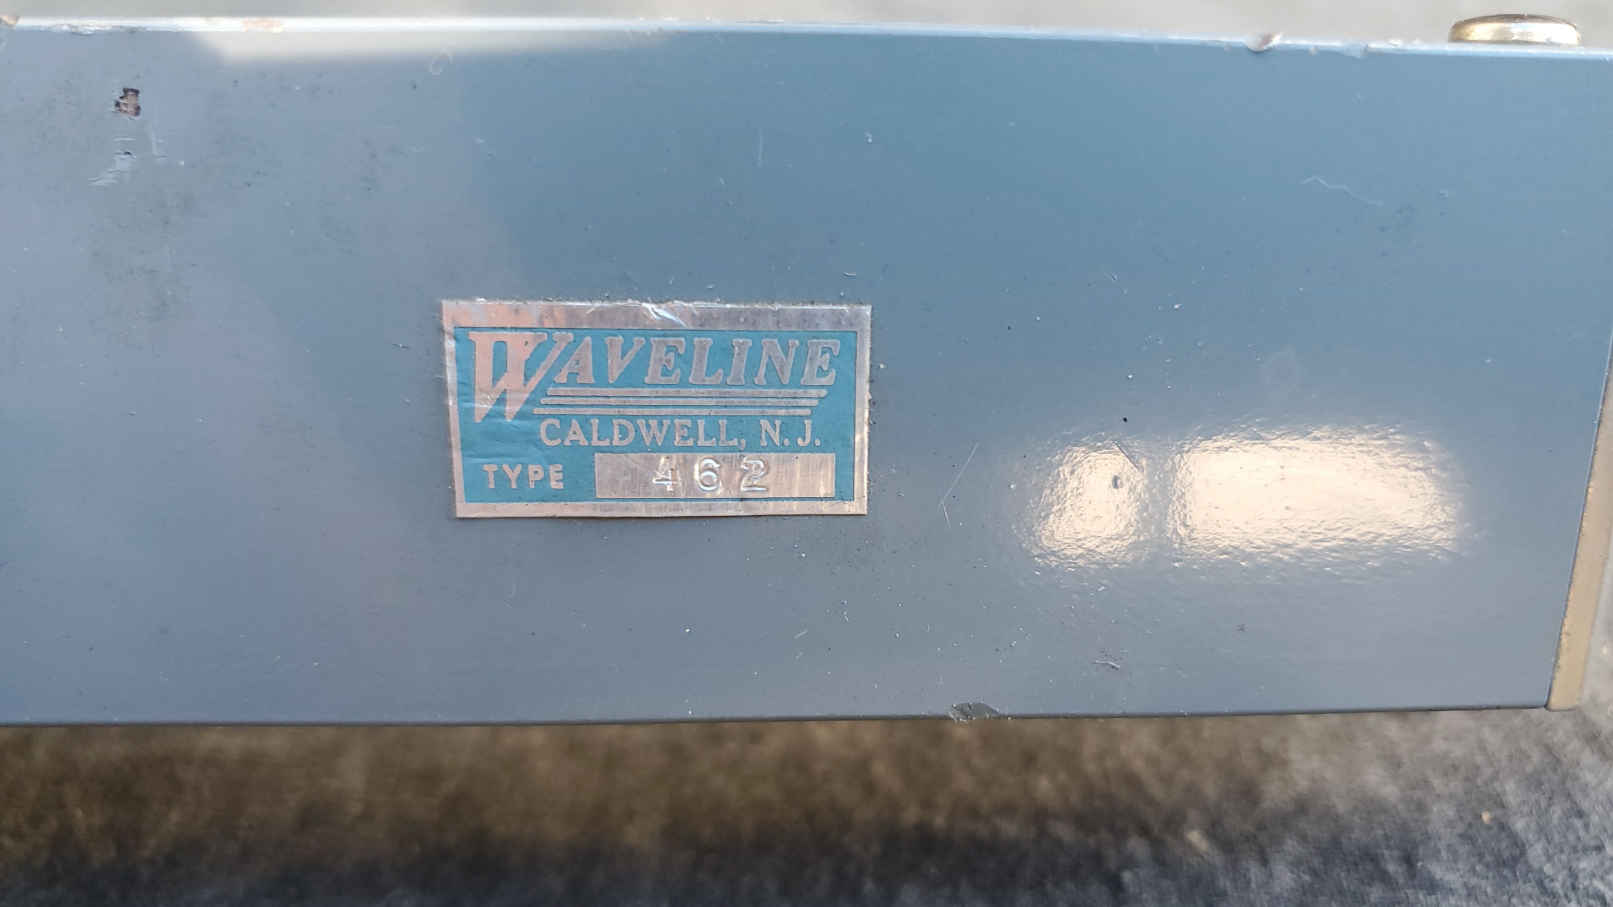 WAVELINE
CALDWELL, N.J.
TYPE 462